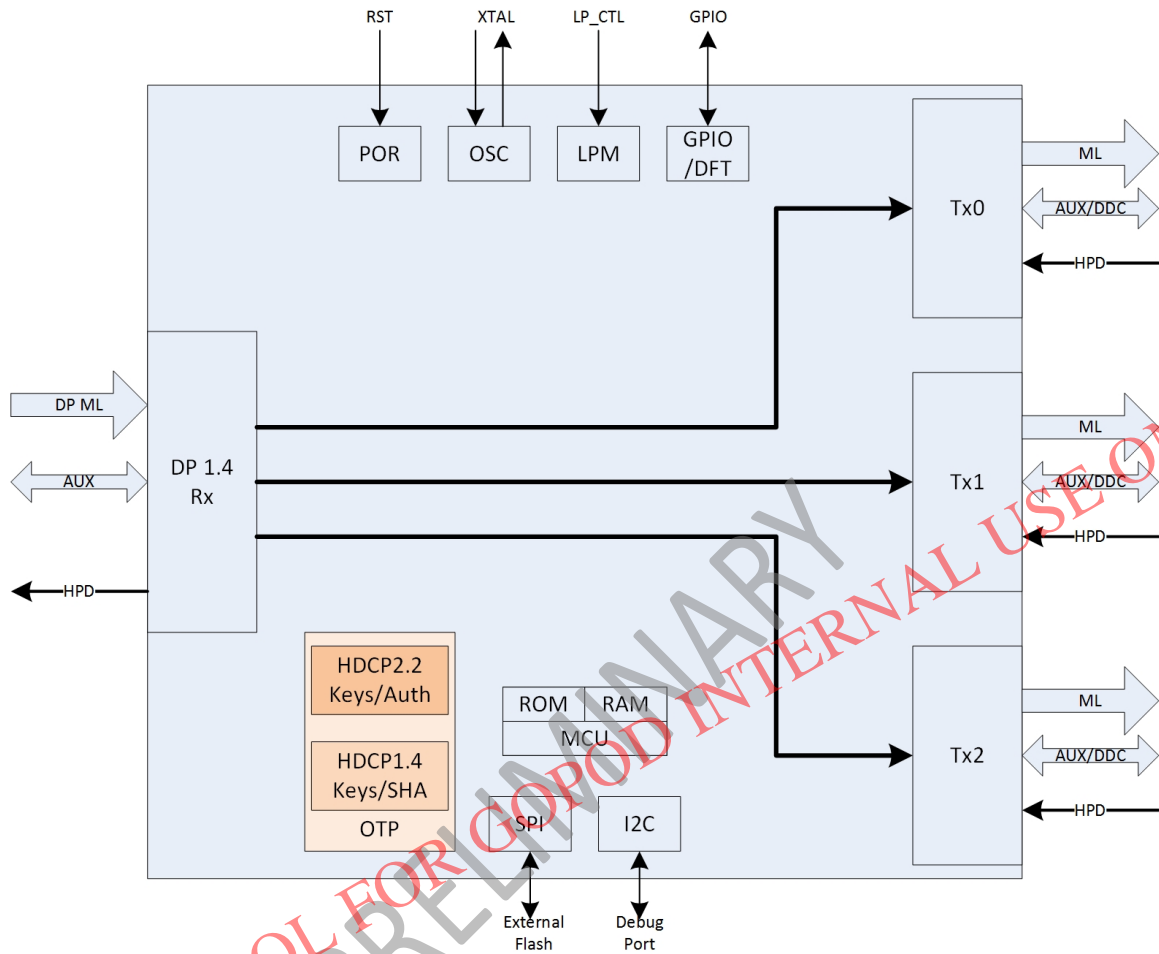 RST
XTAL
LP_CTL
GPIO
POR
OSC
LPM
GPIO
/DFT
Tx0
ML
AUX/DDC
HPD
DP ML
AUX
HPD
DP 1.4
Rx
Tx1
ML
AUX/DDC
HPD
HDCP2.2
Keys/Auth
HDCP1.4
Keys/SHA
OTP
ROM
RAM
MCU
SPI
I2C
External
Flash
Debug
Port
Tx2
ML
AUX/DDC
HPD
PRELIMINARY
OL FOR GOPOD INTERNAL USE O